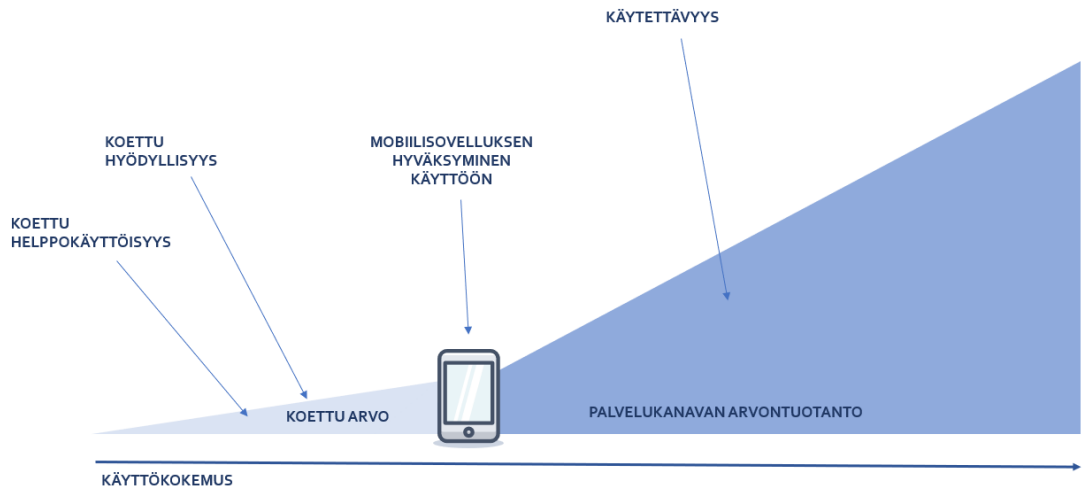 KÄYTETTÄVYYS
KOETTU
HYÖDYLLISYYS
MOBIILISOVELLUKSEN
HYVÄKSYMINEN
KÄYTTÖÖN
KOETTU
HELPPOKÄYTTÖISYYS
KOETTU ARVO
PALVELUKANAVAN ARVONTUOTANTO
KÄYTTÖKOKEMUS